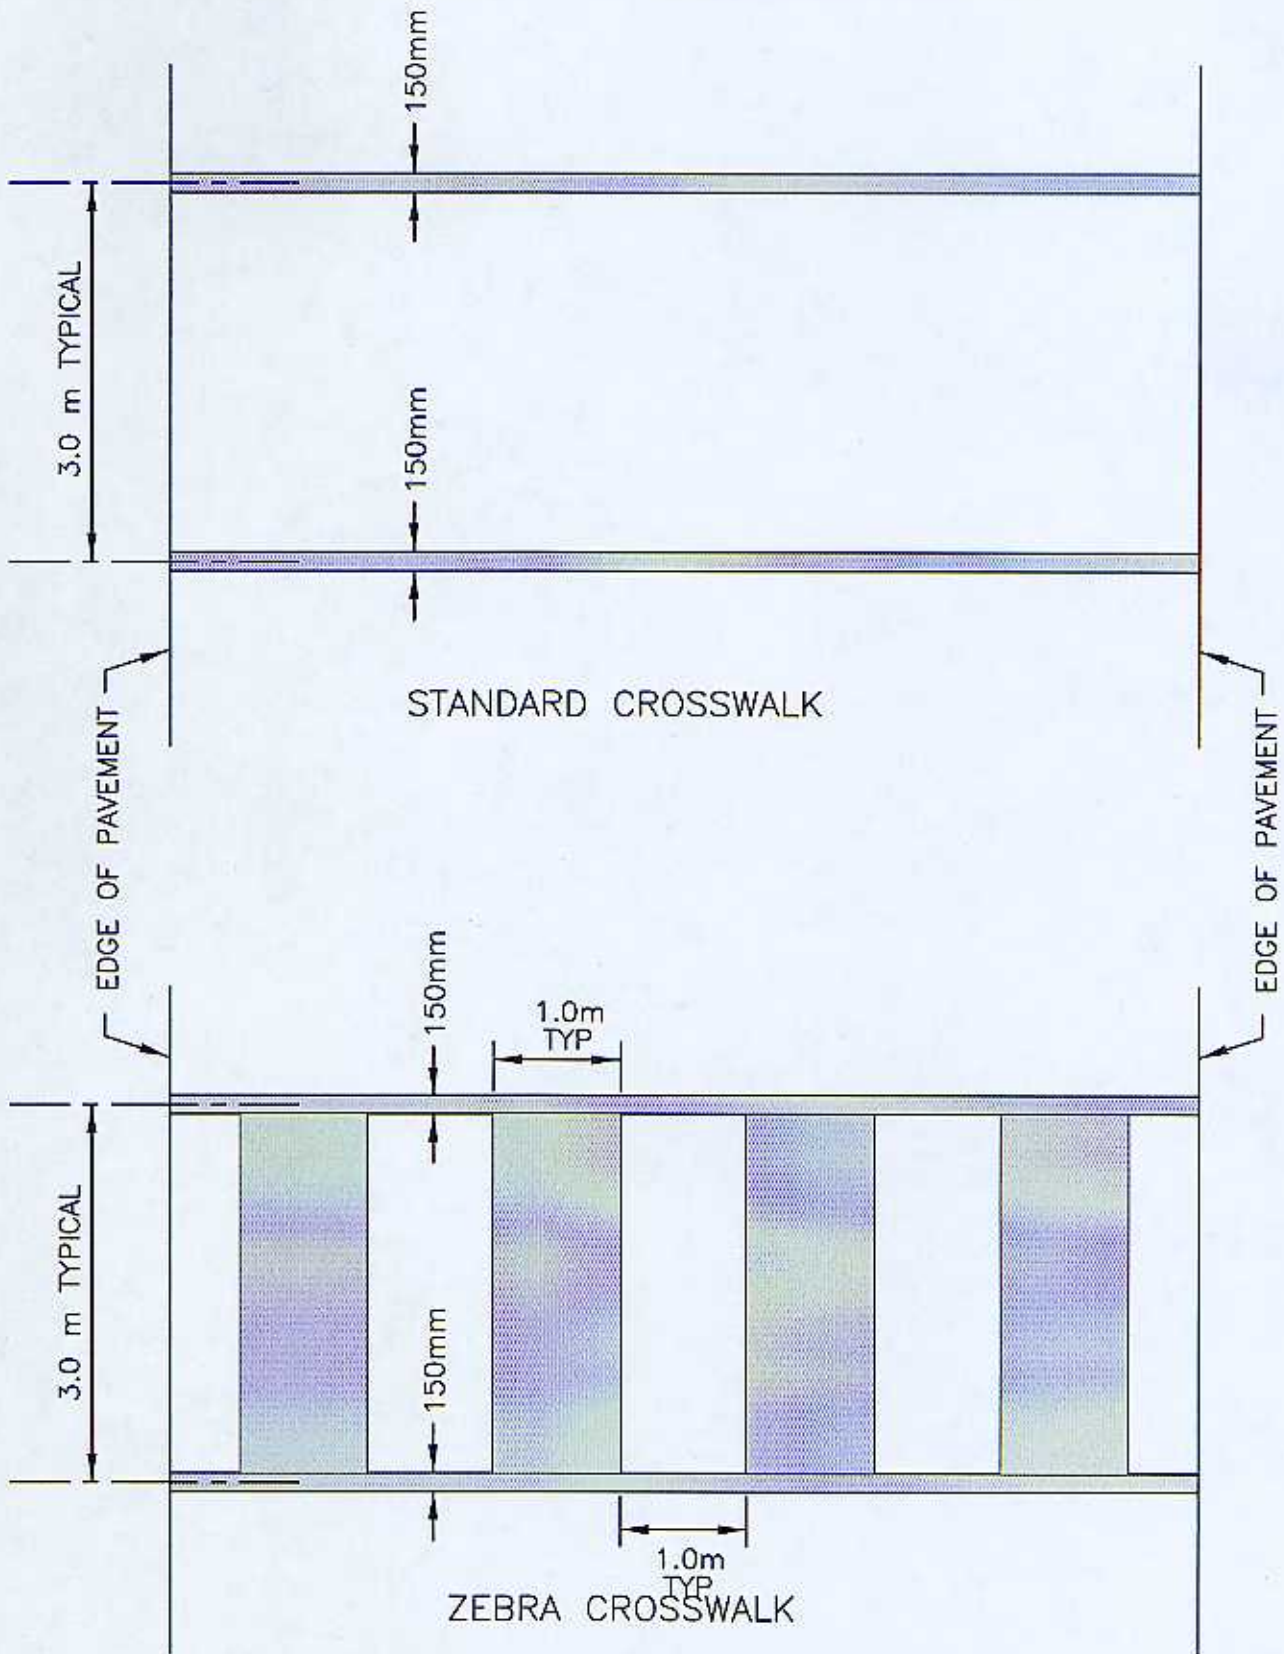 150mm
3.0 m TYPICAL
150mm
STANDARD CROSSWALK
EDGE OF PAVEMENT
EDGE OF PAVEMENT
150mm
1.0m
TYP
3.0 m TYPICAL
150mm
1.0m
TYP
ZEBRA CROSSWALK